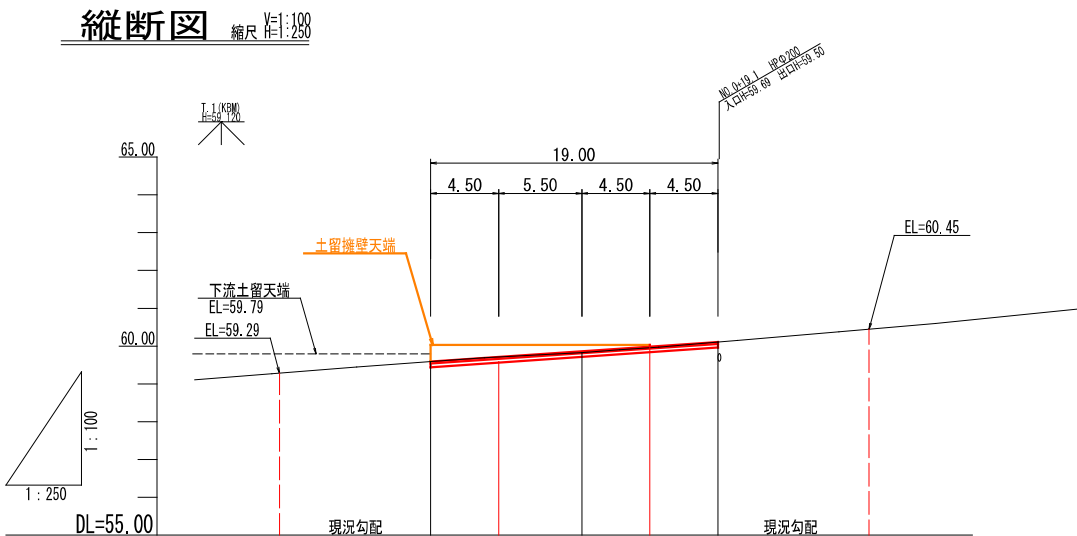 縦断図 縮尺 V=1:100
H=1:250
NO.0+19.1 HPΦ200
入口H=59.69 出口H=59.50
T.1(KBM)
H=59.120
65.00
19.00
4.50 5.50 4.50 4.50
EL=60.45
土留擁壁天端
下流土留天端
EL=59.79
EL=59.29
60.00
1:100
1:250
DL=55.00
現況勾配 現況勾配